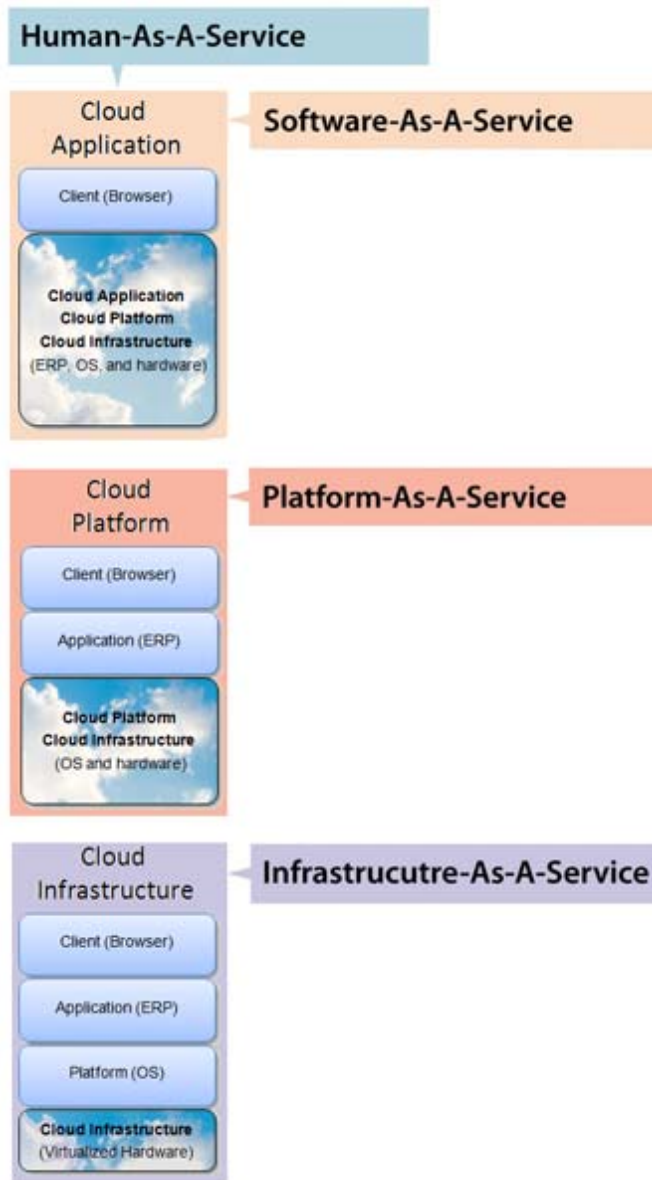 Human-As-A-Service
Cloud
Application
Software-As-A-Service
Client (Browser)
Cloud Application
Cloud Platform
Cloud Infrastructure
(ERP, OS, and hardware)
Cloud
Platform
Platform-As-A-Service
Client (Browser)
Application (ERP)
Cloud Platform
Cloud Infrastructure
(OS and hardware)
Cloud
Infrastructure
Infrastrucutre-As-A-Service
Client (Browser)
Application (ERP)
Platform (OS)
Cloud Infrastructure
(Virtualized Hardware)